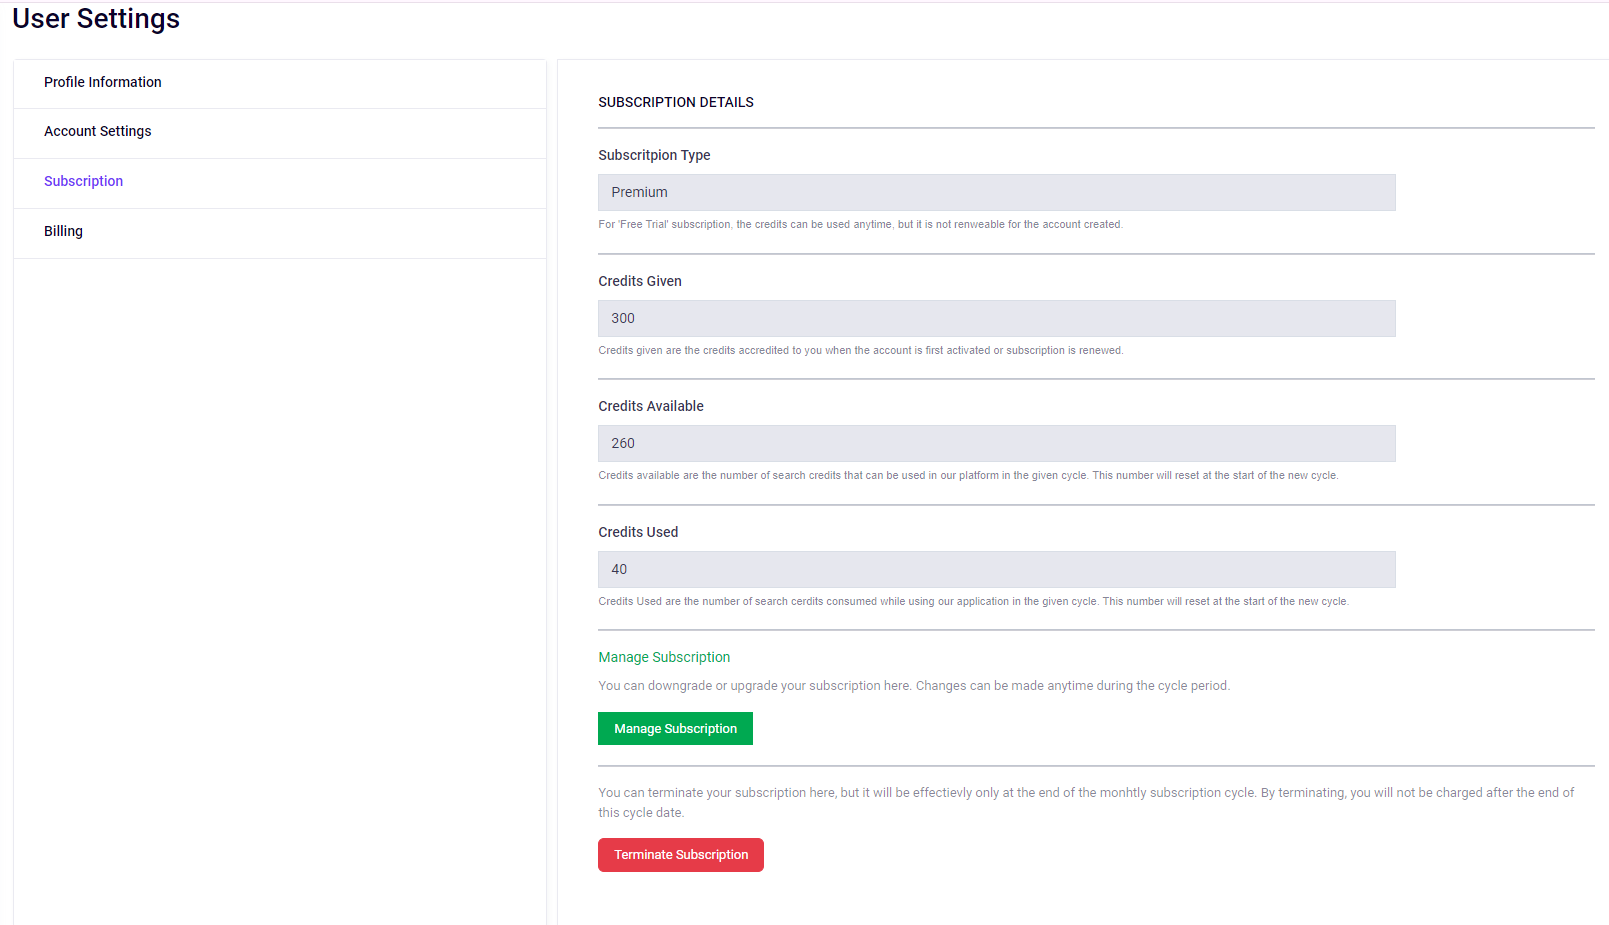 User Settings
Profile Information
Account Settings
Subscription
Billing
SUBSCRIPTION DETAILS
Subscritpion Type
Premium
For 'Free Trial' subscription, the credits can be used anytime, but it is not renweable for the account created.
Credits Given
300
Credits given are the credits accredited to you when the account is first activated or subscription is renewed.
Credits Available
260
Credits available are the number of search credits that can be used in our platform in the given cycle. This number will reset at the start of the new cycle.
Credits Used
40
Credits Used are the number of search cerdits consumed while using our application in the given cycle. This number will reset at the start of the new cycle.
Manage Subscription
You can downgrade or upgrade your subscription here. Changes can be made anytime during the cycle period.
Manage Subscription
You can terminate your subscription here, but it will be effectievly only at the end of the monhtly subscription cycle. By terminating, you will not be charged after the end of
this cycle date.
Terminate Subscription